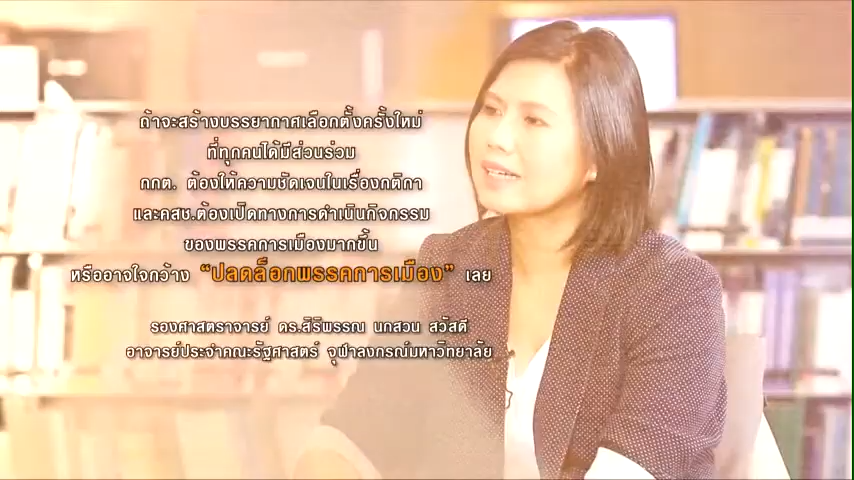 ถ้าจะสร้างบรรยากาศเลือกตั้งครั้งใหม่
ที่ทุกคนได้มีส่วนร่วม
กกต. ต้องให้ความชัดเจนในเรื่องกติกา
และคสช.ต้องเปิดทางการดำเนินกิจกรรม
ของพรรคการเมืองมากขึ้น
หรืออาจใจกว้าง “ปลดล็อกพรรคการเมือง” เลย
รองศาสตราจารย์ ดร.สิริพรรณ นกสวน สวัสดี
อาจารย์ประจำคณะรัฐศาสตร์ จุฬาลงกรณ์มหาวิทยาลัย